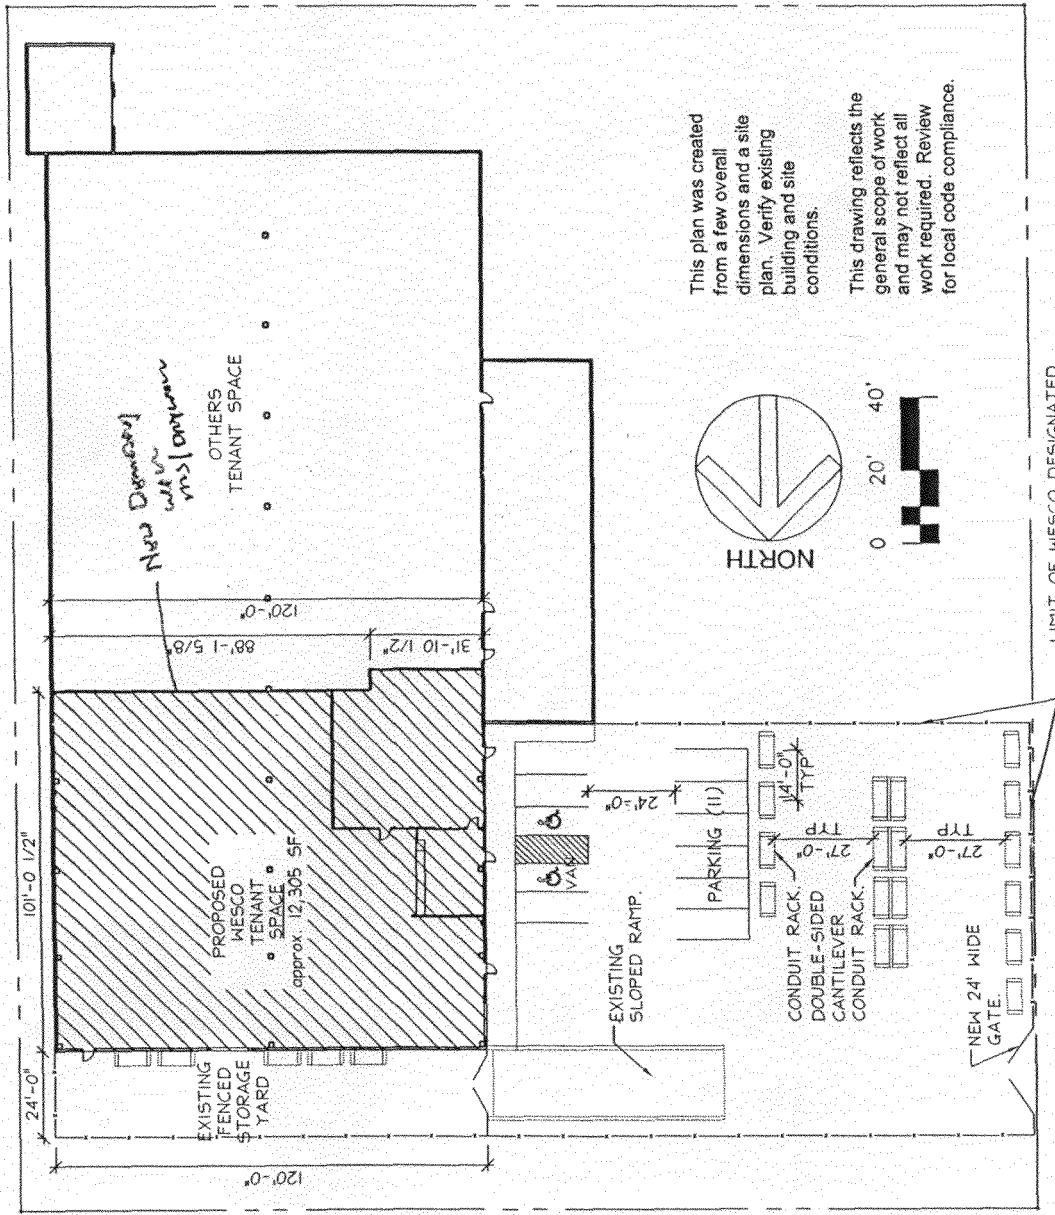 24'-0"
101'-0 1/2"
120'-0"
EXISTING
FENCED
STORAGE
YARD
PROPOSED
WESCO
TENANT
SPACE
approx 12,305 SF
New
88'-1 5/8"
31'-10 1/2"
120'-0"
OTHERS
TENANT SPACE
EXISTING
SLOPED RAMP.
VAN
24'-0"
PARKING (11)
14'-0"
TYP
CONDUIT RACK.
DOUBLE-SIDED
CANTILEVER
CONDUIT RACK.
27'-0"
TYP
27'-0"
TYP
NEW 24' WIDE
GATE.
NORTH
0 20' 40'
This plan was created
from a few overall
dimensions and a site
plan. Verify existing
building and site
conditions.
This drawing reflects the
general scope of work
and may not reflect all
work required. Review
for local code compliance.
LIMIT OF WESCO DESIGNATED